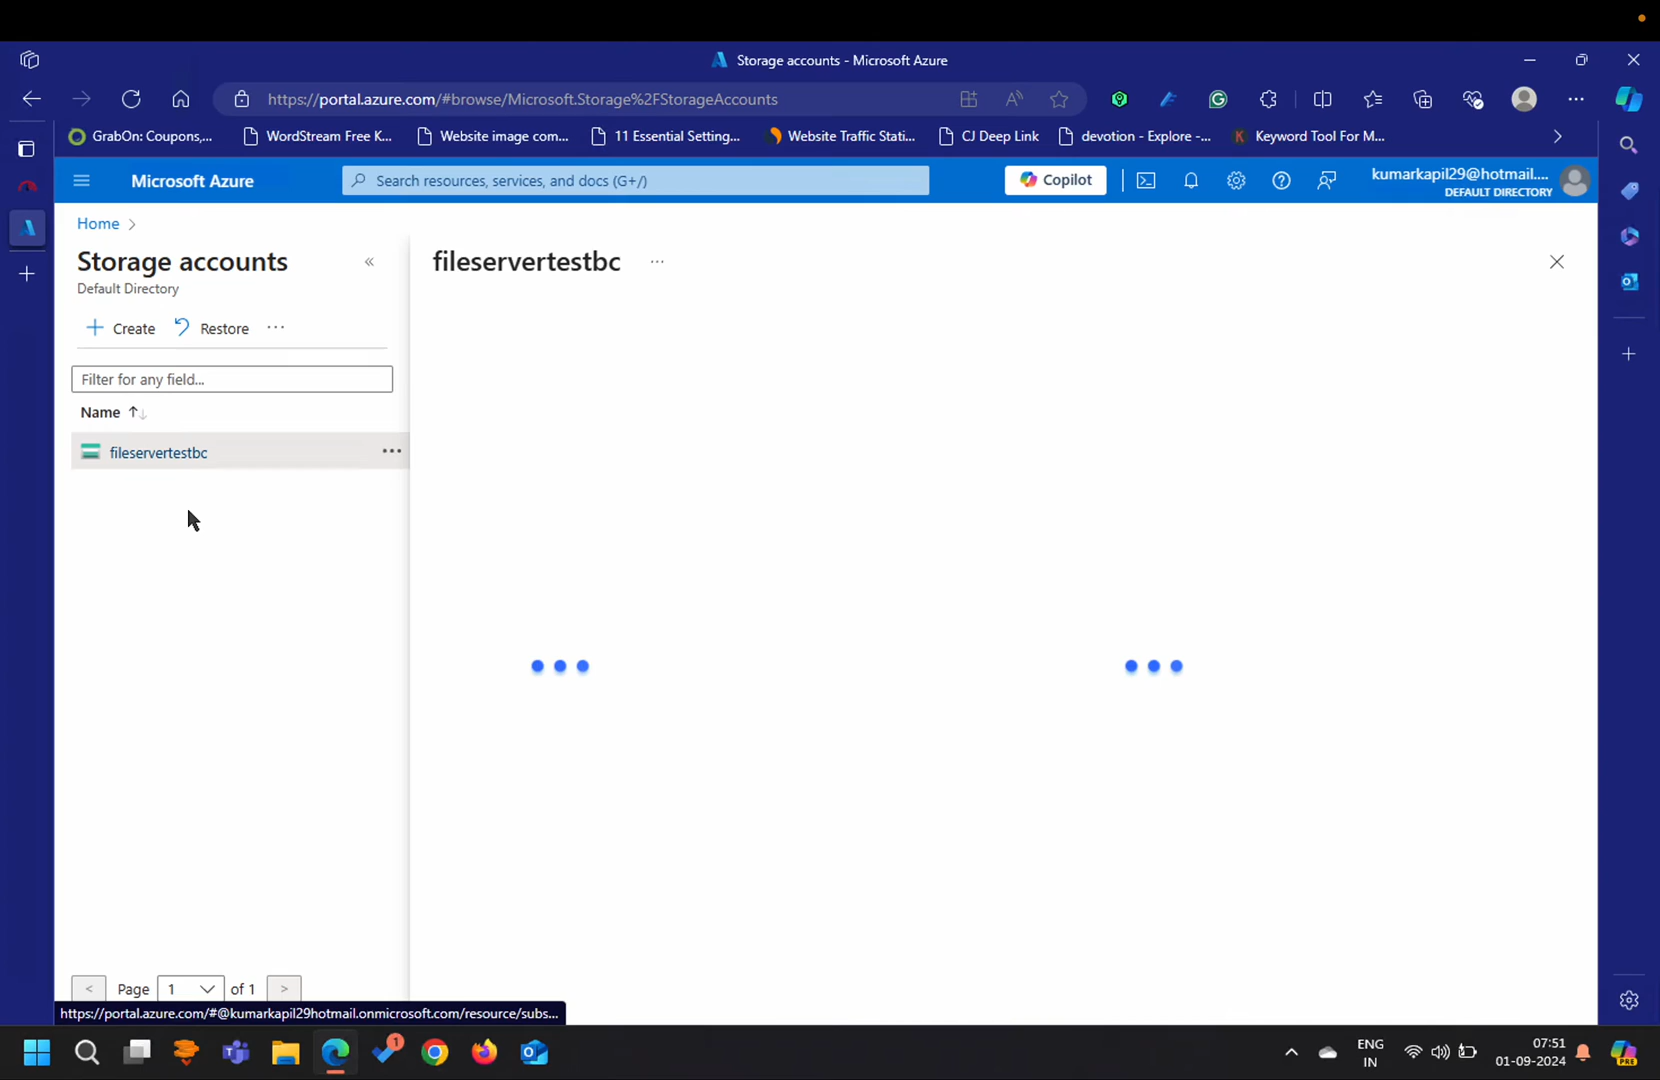 Storage accounts - Microsoft Azure
https://portal.azure.com/#browse/Microsoft.Storage%2FStorageAccounts
GrabOn: Coupons,...
WordStream Free K...
Website image com...
11 Essential Setting...
Website Traffic Stati...
CJ Deep Link
devotion - Explore -...
Keyword Tool For M...
Microsoft Azure
Search resources, services, and docs (G+/)
Copilot
kumarkapil29@hotmail....
DEFAULT DIRECTORY
Home
Storage accounts
Default Directory
fileservertestbc
Create
Restore
Filter for any field...
Name
fileservertestbc
Page 1 of 1
https://portal.azure.com/#@kumarkapil29hotmail.onmicrosoft.com/resource/subs...
1
ENG
IN
07:51
01-09-2024
PRE